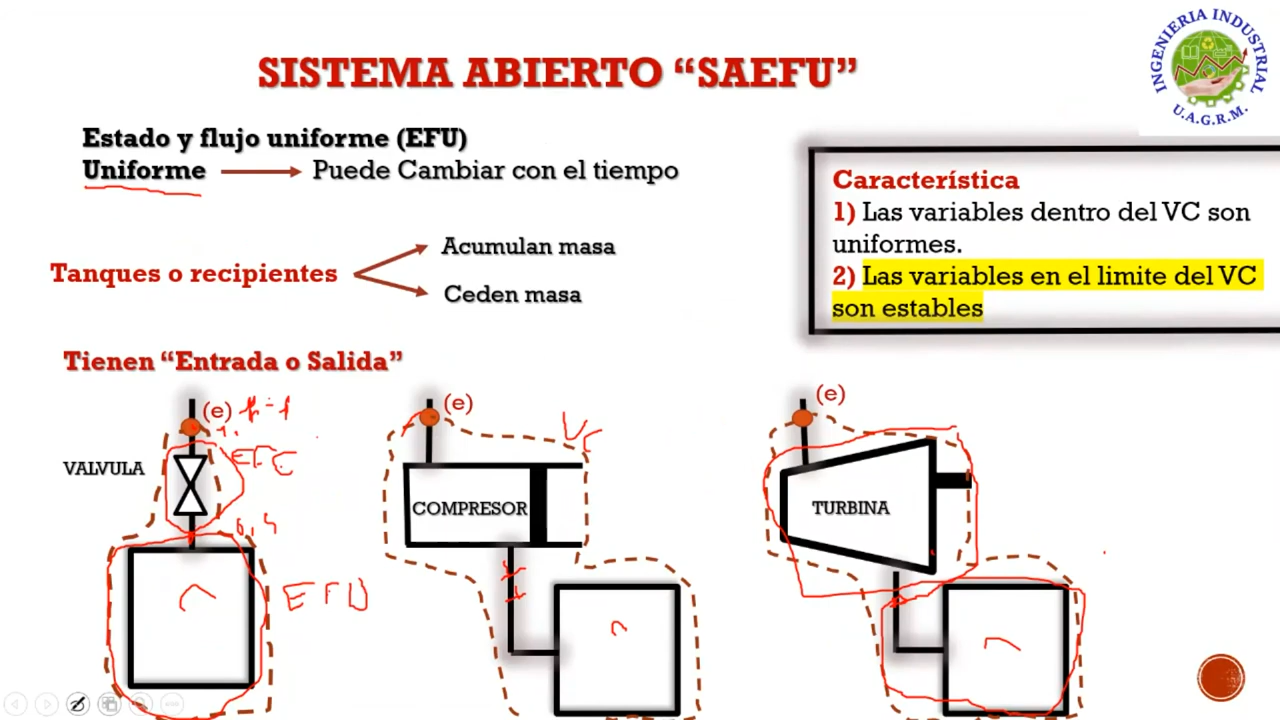 SISTEMA ABIERTO “SAEFU”
INGENIERIA INDUSTRIAL
U.A.G.R.M.
Estado y flujo uniforme (EFU)
Uniforme
Puede Cambiar con el tiempo
Característica
1) Las variables dentro del VC son
uniformes.
2) Las variables en el limite del VC
son estables
Tanques o recipientes
Acumulan masa
Ceden masa
Tienen “Entrada o Salida”
(e)
(e)
(e)
VC
VALVULA
COMPRESOR
TURBINA